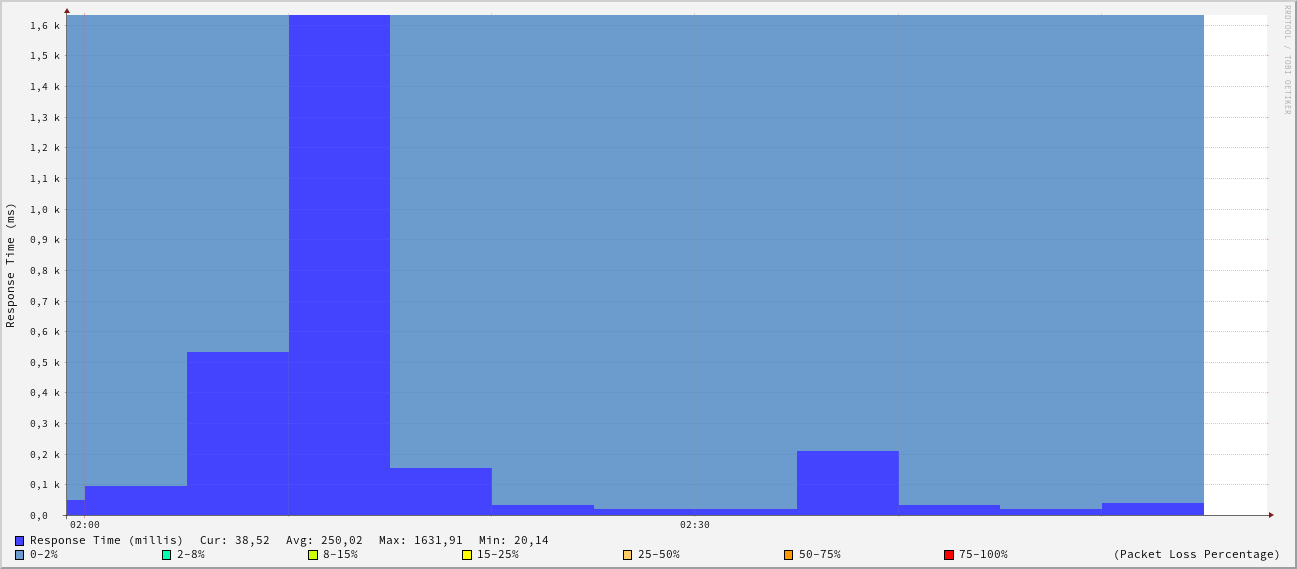 RRDTOOL / TOBI OETIKER
Response Time (ms)
1,6 k
1,5 k
1,4 k
1,3 k
1,2 k
1,1 k
1,0 k
0,9 k
0,8 k
0,7 k
0,6 k
0,5 k
0,4 k
0,3 k
0,2 k
0,1 k
0,0
02:00 02:30
Response Time (millis) Cur: 38,52 Avg: 250,02 Max: 1631,91 Min: 20,14
0-2% 2-8% 8-15% 15-25% 25-50% 50-75% 75-100% (Packet Loss Percentage)